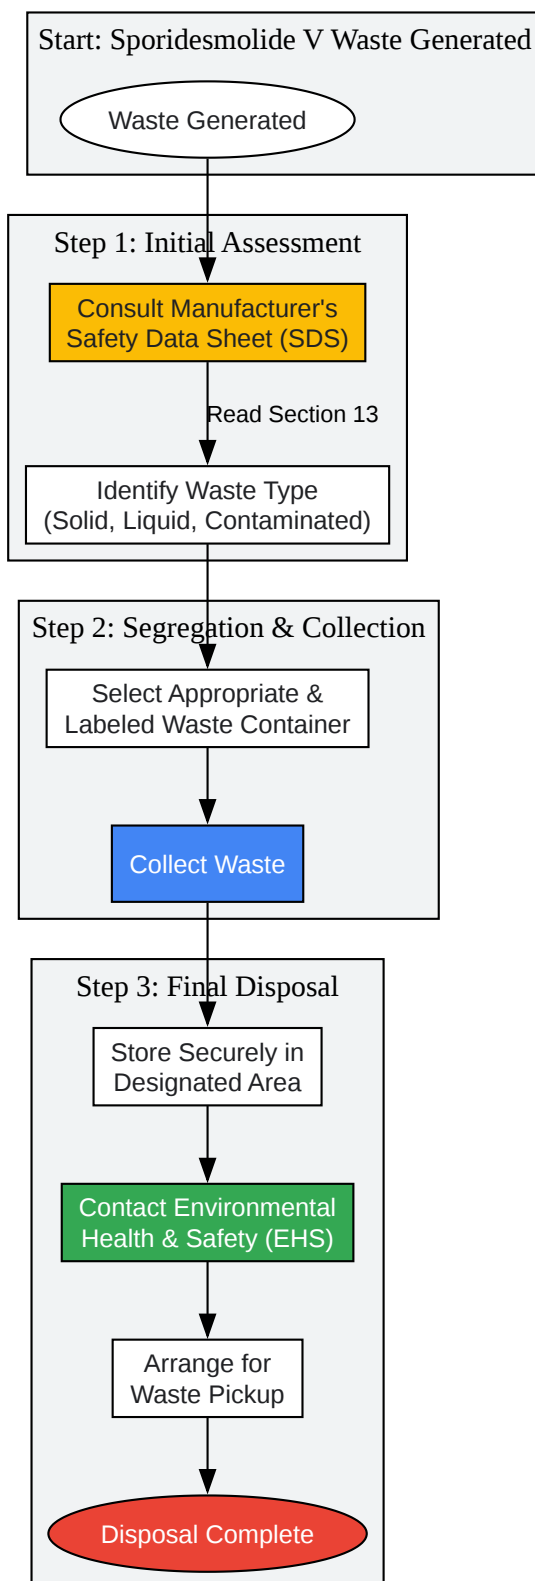 Start: Sporidesmolide V Waste Generated
Waste Generated
Step 1: Initial Assessment
Consult Manufacturer's
Safety Data Sheet (SDS)
Read Section 13
Identify Waste Type
(Solid, Liquid, Contaminated)
Step 2: Segregation & Collection
Select Appropriate &
Labeled Waste Container
Collect Waste
Step 3: Final Disposal
Store Securely in
Designated Area
Contact Environmental
Health & Safety (EHS)
Arrange for
Waste Pickup
Disposal Complete